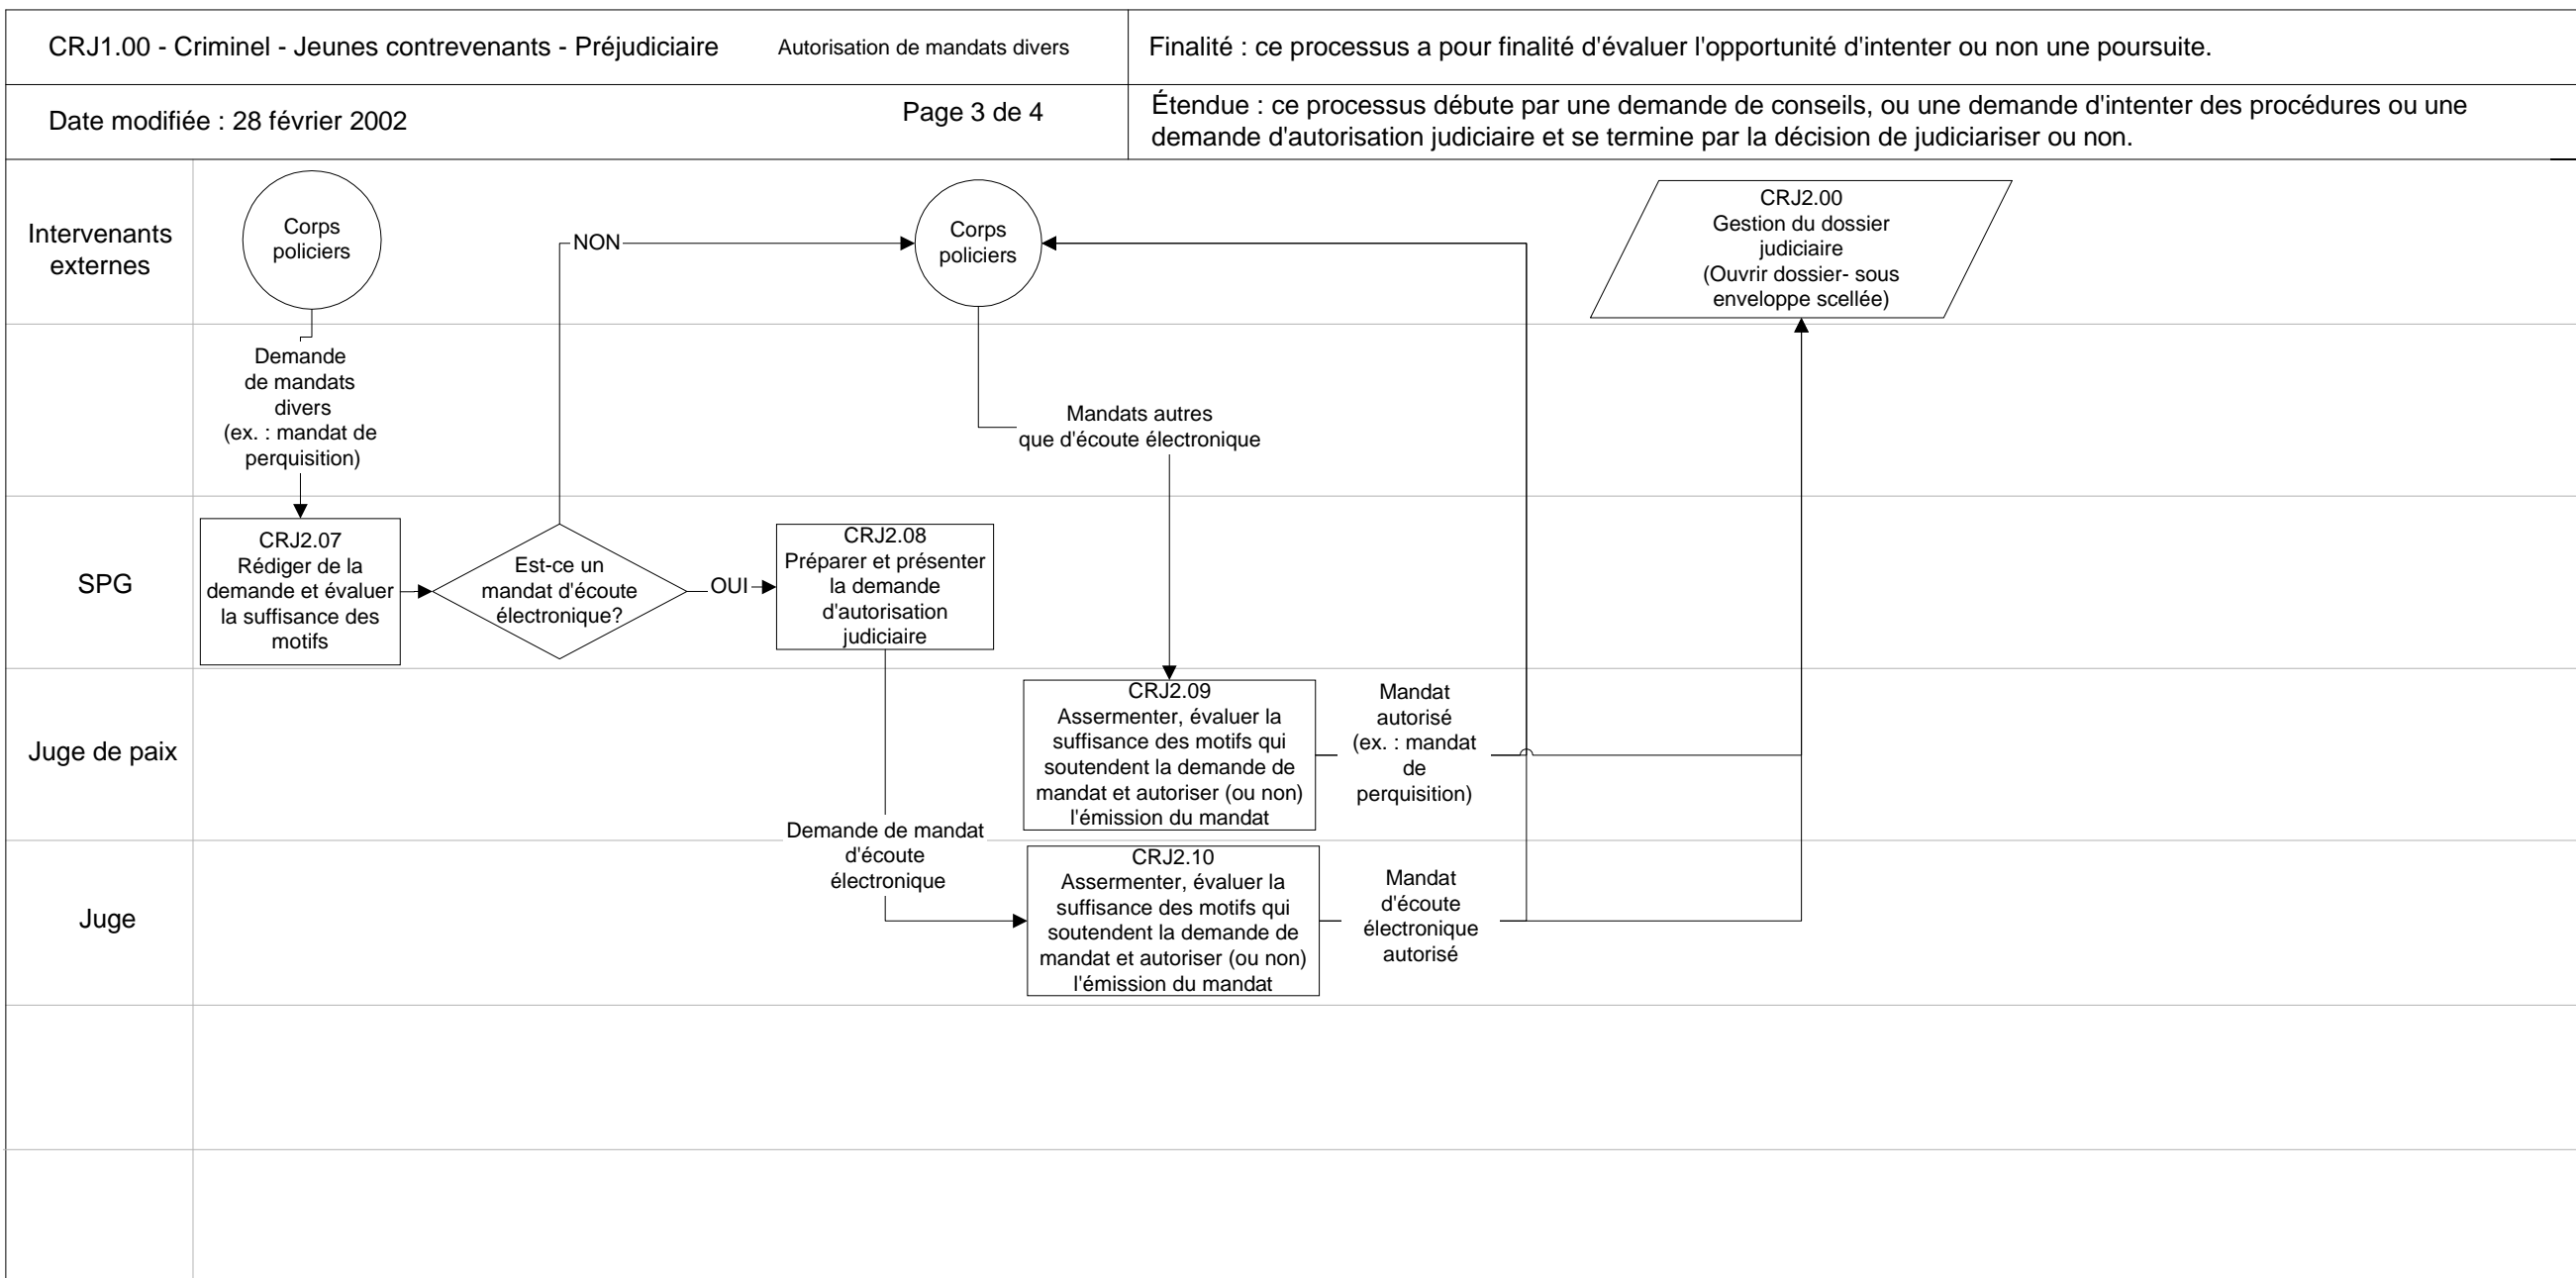 CRJ1.00 - Criminel - Jeunes contrevenants - Préjudiciaire
Autorisation de mandats divers
Finalité : ce processus a pour finalité d'évaluer l'opportunité d'intenter ou non une poursuite.
Date modifiée : 28 février 2002
Page 3 de 4
Étendue : ce processus débute par une demande de conseils, ou une demande d'intenter des procédures ou une
demande d'autorisation judiciaire et se termine par la décision de judiciariser ou non.
Intervenants
externes
Corps
policiers
NON
Corps
policiers
CRJ2.00
Gestion du dossier
judiciaire
(Ouvrir dossier- sous
enveloppe scellée)
Demande
de mandats
divers
(ex. : mandat de
perquisition)
Mandats autres
que d'écoute électronique
SPG
CRJ2.07
Rédiger de la
demande et évaluer
la suffisance des
motifs
Est-ce un
mandat d'écoute
électronique?
OUI
CRJ2.08
Préparer et présenter
la demande
d'autorisation
judiciaire
Juge de paix
CRJ2.09
Assermenter, évaluer la
suffisance des motifs qui
soutendent la demande de
mandat et autoriser (ou non)
l'émission du mandat
Mandat
autorisé
(ex. : mandat
de
perquisition)
Demande de mandat
d'écoute
électronique
Juge
CRJ2.10
Assermenter, évaluer la
suffisance des motifs qui
soutendent la demande de
mandat et autoriser (ou non)
l'émission du mandat
Mandat
d'écoute
électronique
autorisé